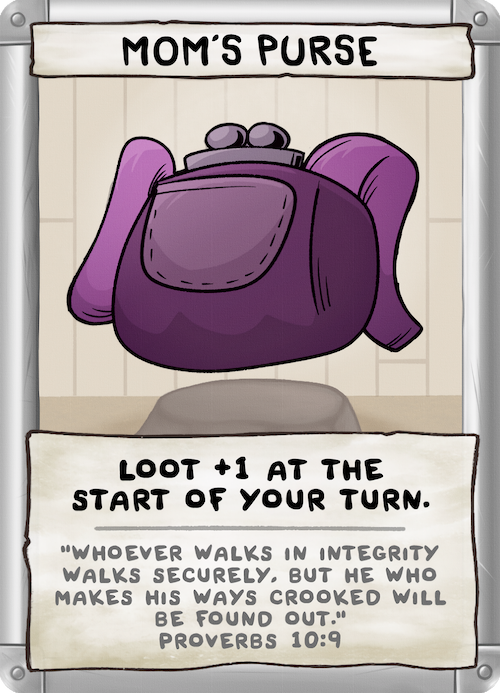 MOM'S PURSE
LOOT +1 AT THE
START OF YOUR TURN.
"WHOEVER WALKS IN INTEGRITY
WALKS SECURELY, BUT HE WHO
MAKES HIS WAYS CROOKED WILL
BE FOUND OUT."
PROVERBS 10:9